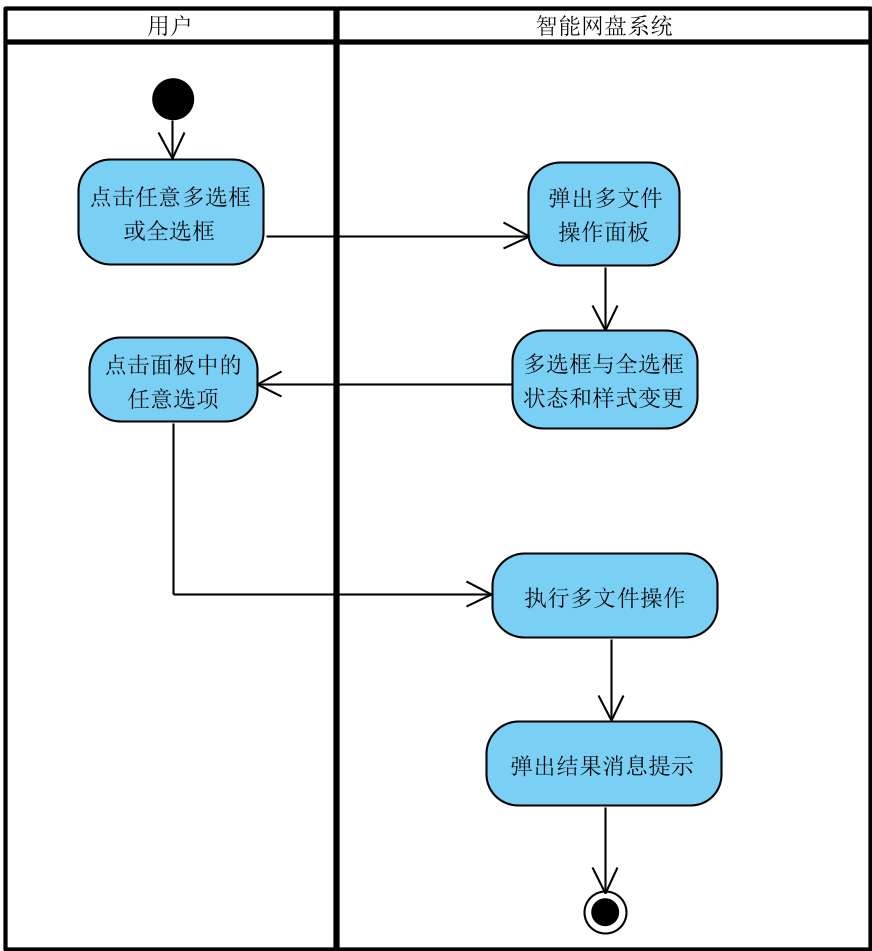 用户
智能网盘系统
点击任意多选框
或全选框
弹出多文件
操作面板
多选框与全选框
状态和样式变更
点击面板中的
任意选项
执行多文件操作
弹出结果消息提示